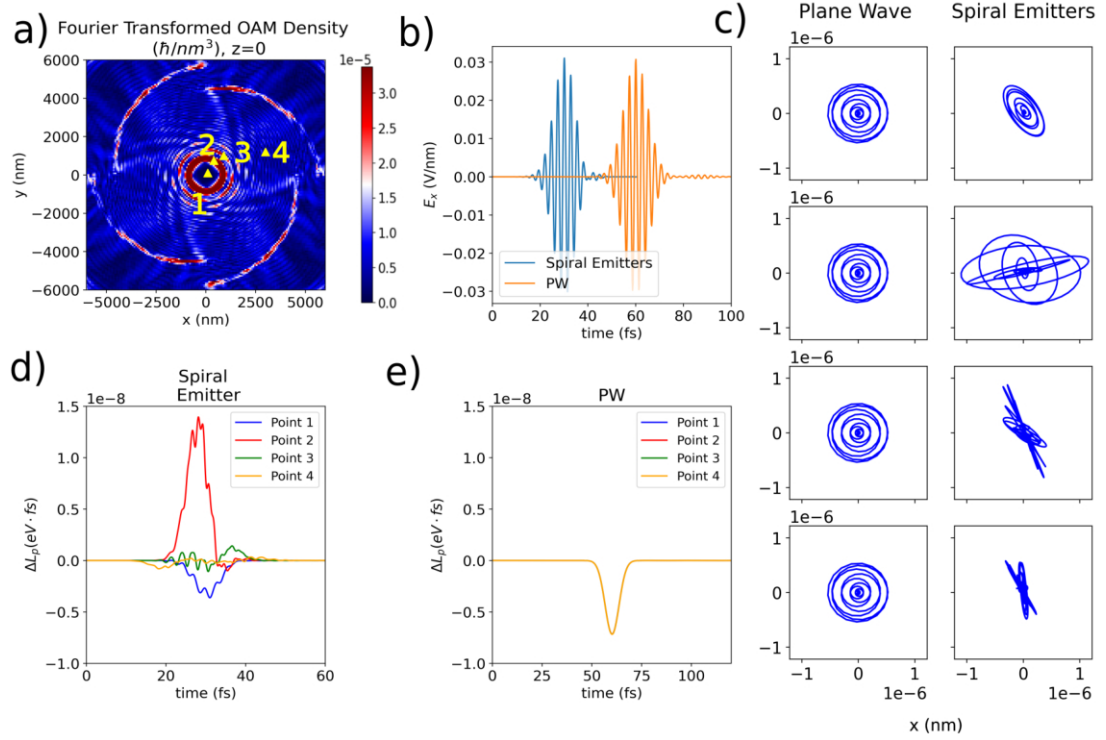 a)
Fourier Transformed OAM Density
(ħ/nm³), z=0
1e−5
6000
4000
2000
0
−2000
−4000
−6000
y (nm)
−5000 −2500 0 2500 5000
x (nm)
1
2
3
4
3.5
3.0
2.5
2.0
1.5
1.0
0.5
0.0
b)
0.03
0.02
0.01
0.00
−0.01
−0.02
−0.03
Eₓ (V/nm)
Spiral Emitters
PW
0 20 40 60 80 100
time (fs)
c)
Plane Wave Spiral Emitters
1e−6
1
0
−1
1e−6
1
0
−1
1e−6
1
0
−1
1e−6
1
0
−1
−1 0 1 −1 0 1
1e−6 1e−6
x (nm)
d)
Spiral
Emitter
1e−8
1.5
1.0
0.5
0.0
−0.5
−1.0
ΔLₚ(eV · fs)
Point 1
Point 2
Point 3
Point 4
0 20 40 60
time (fs)
e)
PW
1e−8
1.5
1.0
0.5
0.0
−0.5
−1.0
ΔLₚ(eV · fs)
Point 1
Point 2
Point 3
Point 4
0 50 100
time (fs)